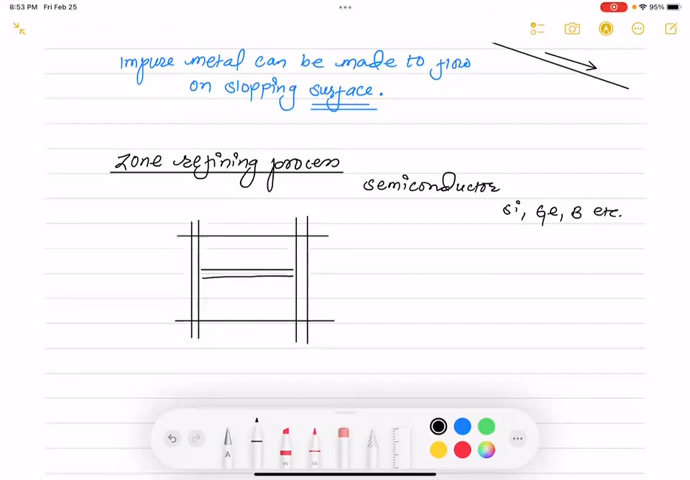 8:53 PM Fri Feb 25
95%
Impure metal can be made to flow
on slopping surface.
Zone refining process
semiconductor
Si, Ge, B etc.
A